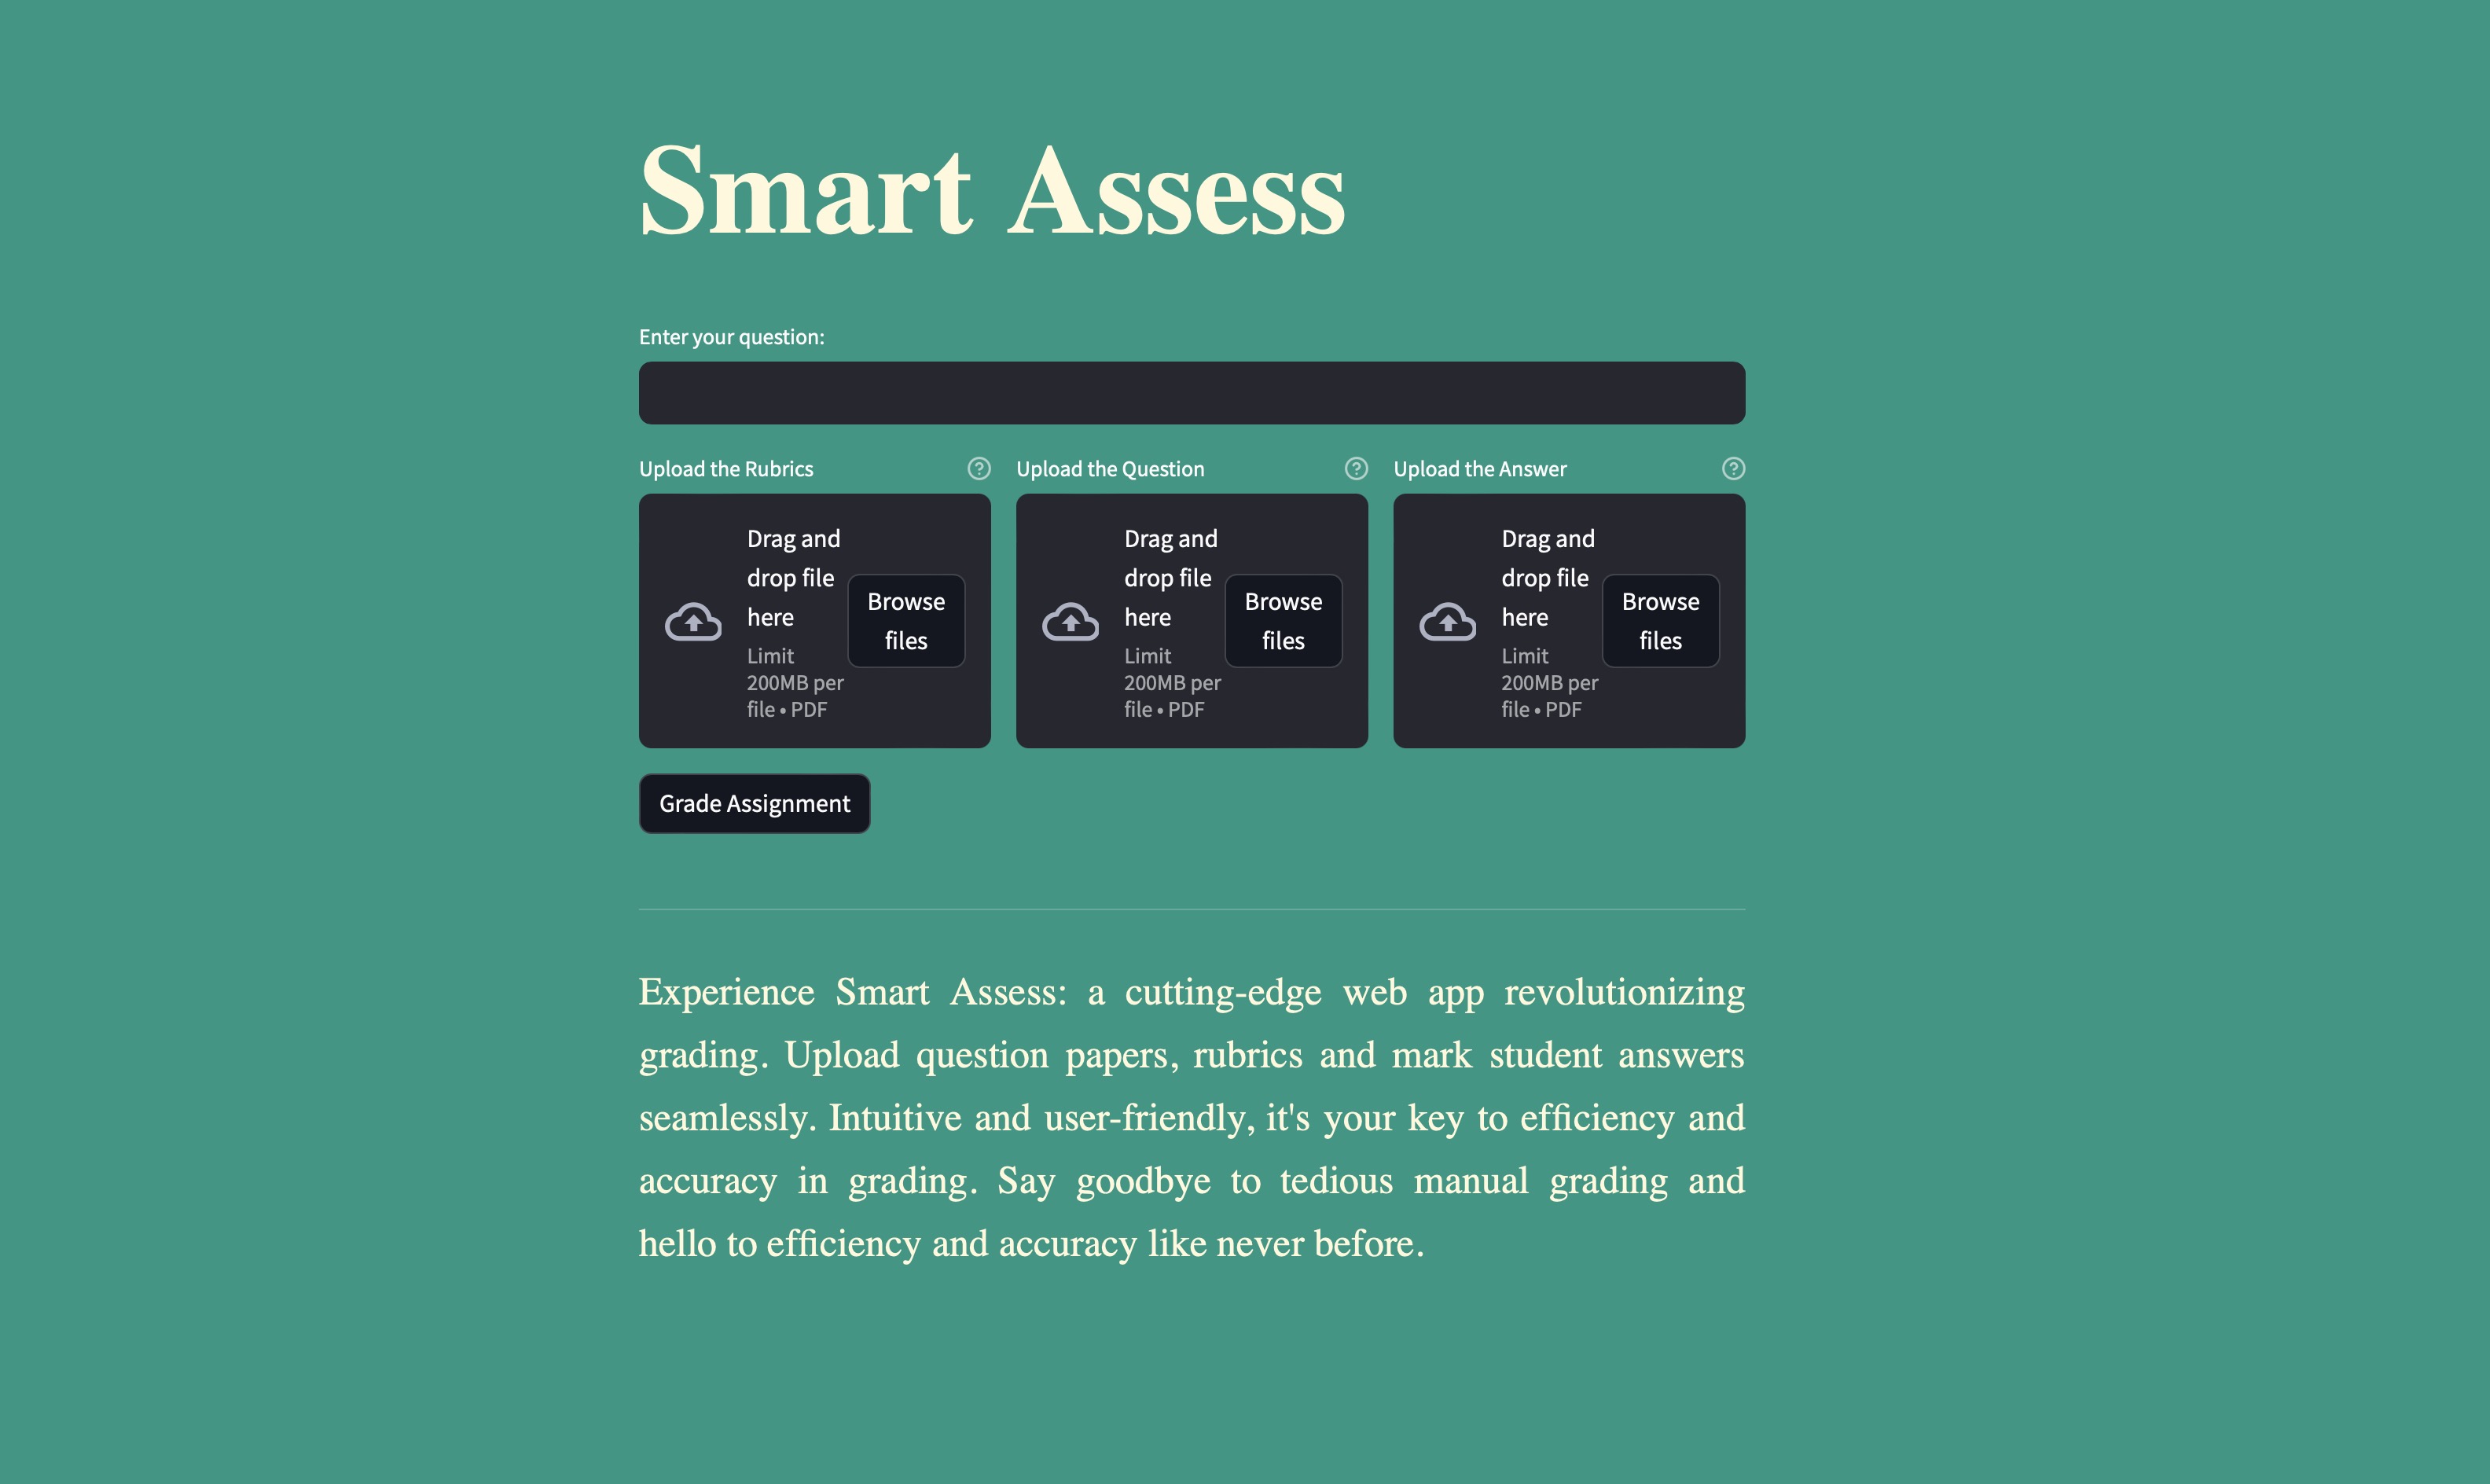 Smart Assess
Enter your question:
Upload the Rubrics
Drag and
drop file
here
Limit
200MB per
file • PDF
Browse
files
Upload the Question
Drag and
drop file
here
Limit
200MB per
file • PDF
Browse
files
Upload the Answer
Drag and
drop file
here
Limit
200MB per
file • PDF
Browse
files
Grade Assignment
Experience Smart Assess: a cutting-edge web app revolutionizing
grading. Upload question papers, rubrics and mark student answers
seamlessly. Intuitive and user-friendly, it's your key to efficiency and
accuracy in grading. Say goodbye to tedious manual grading and
hello to efficiency and accuracy like never before.